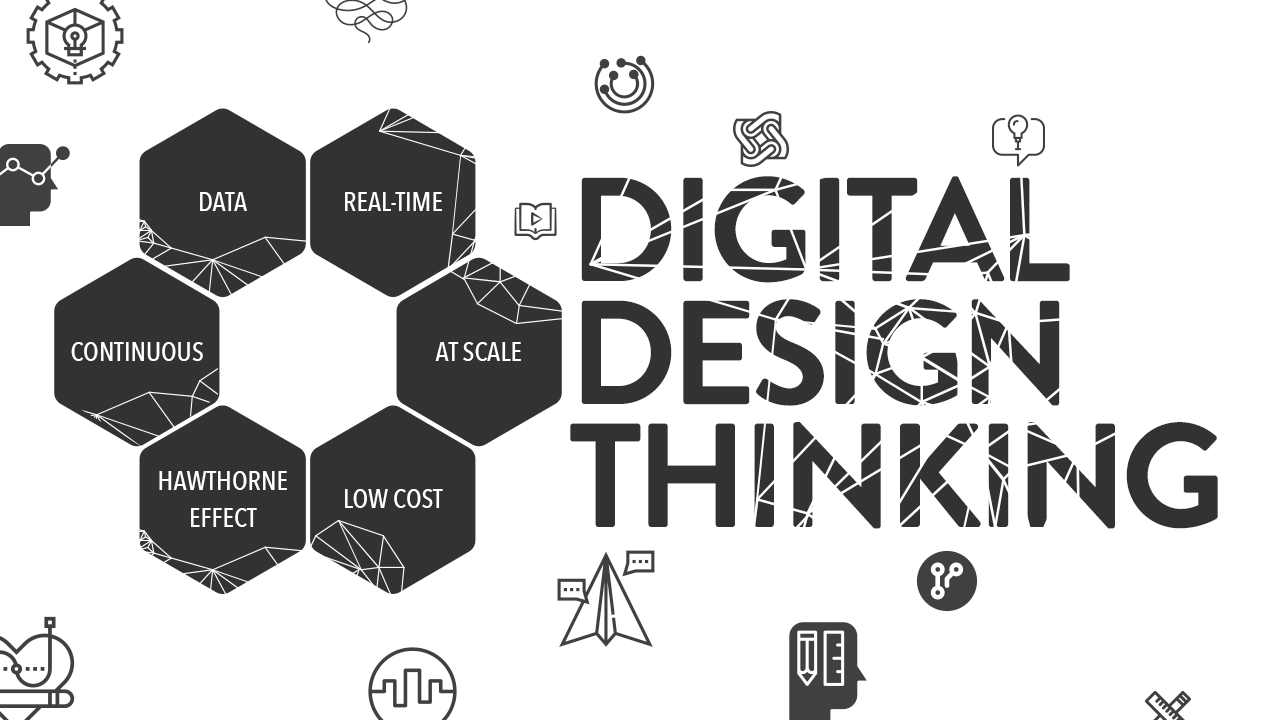 DATA
REAL-TIME
CONTINUOUS
AT SCALE
HAWTHORNE
EFFECT
LOW COST
DIGITAL
DESIGN
THINKING